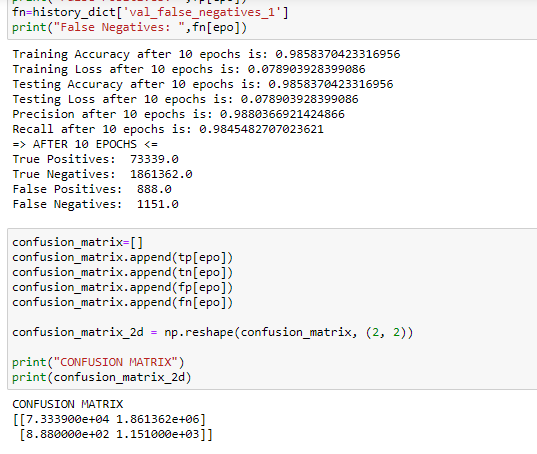 fn=history_dict['val_false_negatives_1']
print("False Negatives: ",fn[epo])
Training Accuracy after 10 epochs is: 0.9858370423316956
Training Loss after 10 epochs is: 0.078903928399086
Testing Accuracy after 10 epochs is: 0.9858370423316956
Testing Loss after 10 epochs is: 0.078903928399086
Precision after 10 epochs is: 0.9880366921424866
Recall after 10 epochs is: 0.9845482707023621
=> AFTER 10 EPOCHS <=
True Positives:  73339.0
True Negatives:  1861362.0
False Positives:  888.0
False Negatives:  1151.0
confusion_matrix=[]
confusion_matrix.append(tp[epo])
confusion_matrix.append(tn[epo])
confusion_matrix.append(fp[epo])
confusion_matrix.append(fn[epo])
confusion_matrix_2d = np.reshape(confusion_matrix, (2, 2))
print("CONFUSION MATRIX")
print(confusion_matrix_2d)
CONFUSION MATRIX
[[7.333900e+04 1.861362e+06]
 [8.880000e+02 1.151000e+03]]